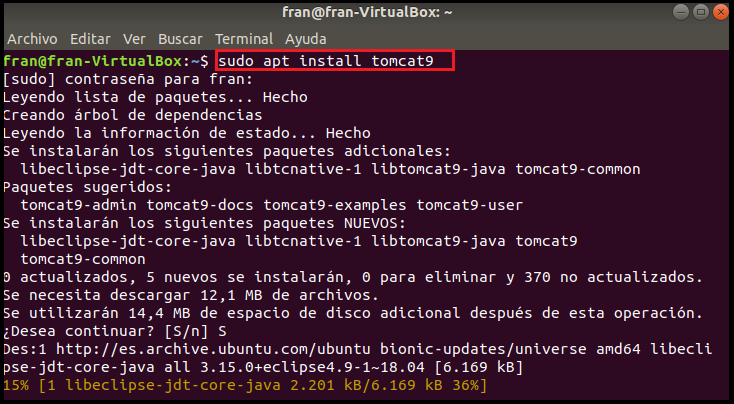 fran@fran-VirtualBox: ~
Archivo Editar Ver Buscar Terminal Ayuda
fran@fran-VirtualBox:~$ sudo apt install tomcat9
[sudo] contraseña para fran:
Leyendo lista de paquetes... Hecho
Creando árbol de dependencias
Leyendo la información de estado... Hecho
Se instalarán los siguientes paquetes adicionales:
  libeclipse-jdt-core-java libtcnative-1 libtomcat9-java tomcat9-common
Paquetes sugeridos:
  tomcat9-admin tomcat9-docs tomcat9-examples tomcat9-user
Se instalarán los siguientes paquetes NUEVOS:
  libeclipse-jdt-core-java libtcnative-1 libtomcat9-java tomcat9
  tomcat9-common
0 actualizados, 5 nuevos se instalarán, 0 para eliminar y 370 no actualizados.
Se necesita descargar 12,1 MB de archivos.
Se utilizarán 14,4 MB de espacio de disco adicional después de esta operación.
¿Desea continuar? [S/n] S
Des:1 http://es.archive.ubuntu.com/ubuntu bionic-updates/universe amd64 libecli
pse-jdt-core-java all 3.15.0+eclipse4.9-1~18.04 [6.169 kB]
15% [1 libeclipse-jdt-core-java 2.201 kB/6.169 kB 36%]